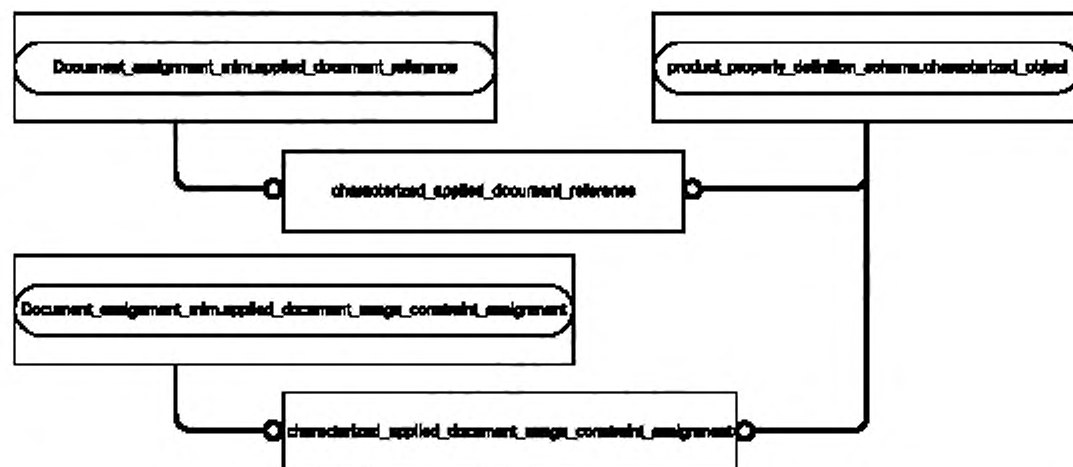 Document_assignment_mim.applied_document_reference
product_property_definition_schema.characterized_object
characterized_applied_document_reference
Document_assignment_mim.applied_document_usage_constraint_assignment
characterized_applied_document_usage_constraint_assignment